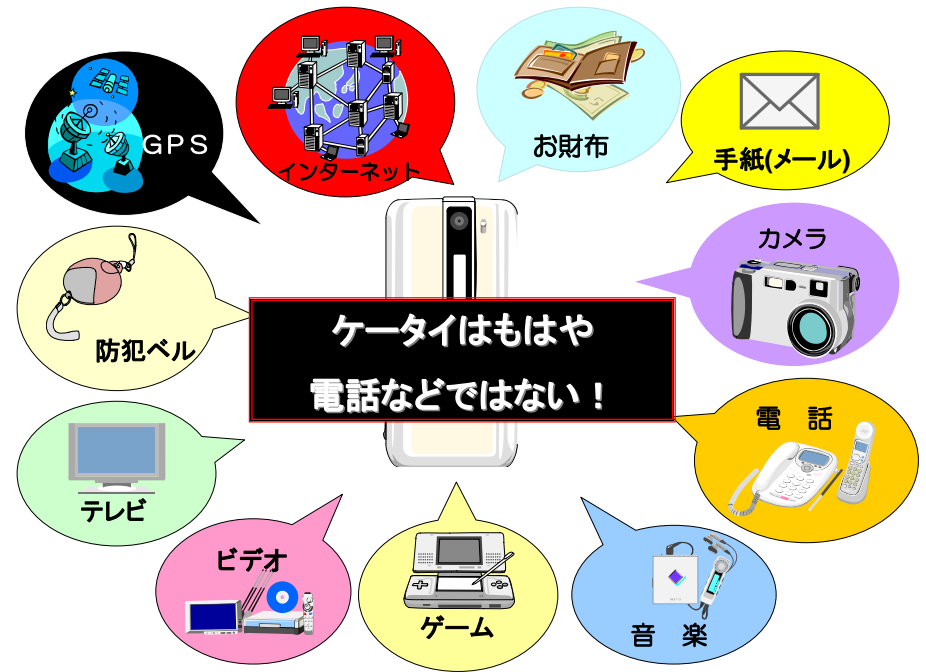 GPS
インターネット
お財布
手紙(メール)
カメラ
防犯ベル
ケータイはもはや
電話などではない！
電　話
テレビ
ビデオ
ゲーム
音　楽